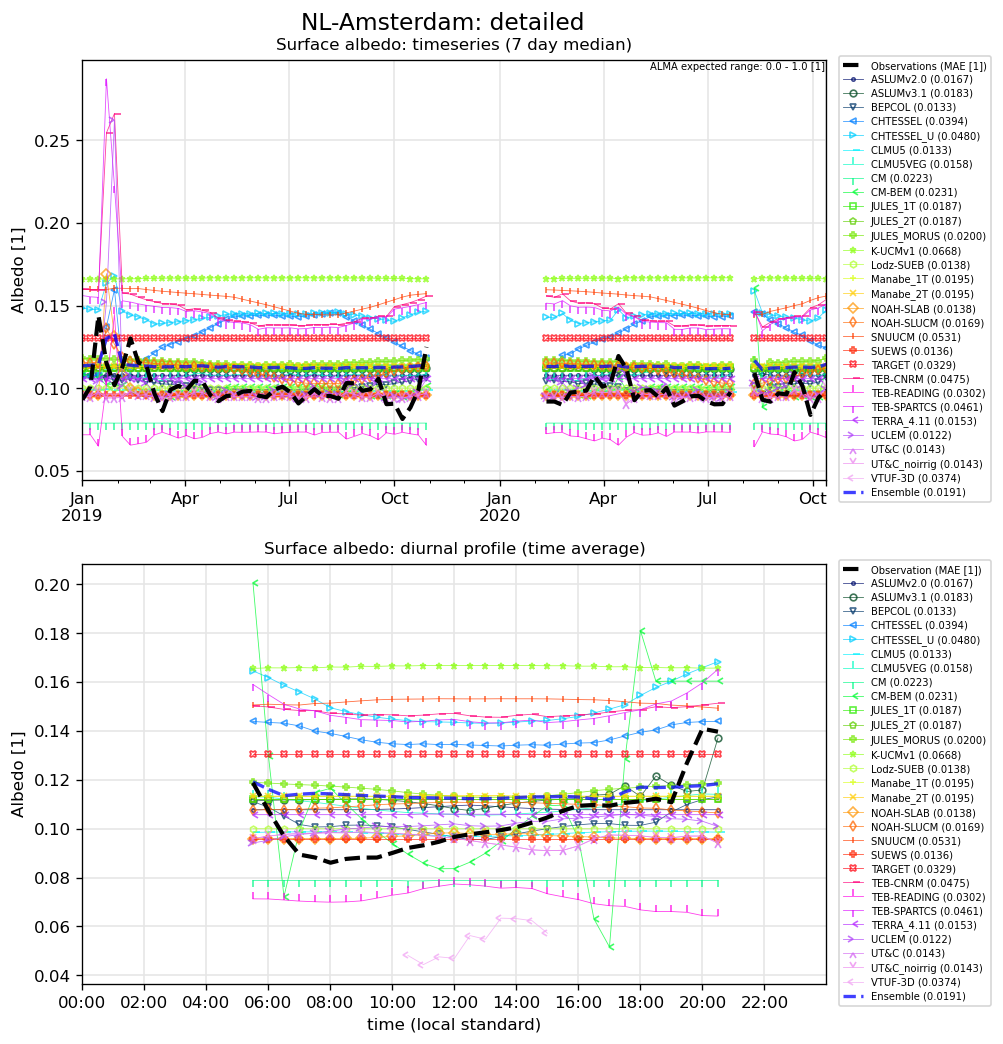 NL-Amsterdam: detailed
Surface albedo: timeseries (7 day median)
ALMA expected range: 0.0 - 1.0 [1]
Albedo [1]
0.25
0.20
0.15
0.10
0.05
Jan
2019
Apr
Jul
Oct
Jan
2020
Apr
Jul
Oct
Observations (MAE [1])
ASLUMv2.0 (0.0167)
ASLUMv3.1 (0.0183)
BEPCOL (0.0133)
CHTESSEL (0.0394)
CHTESSEL_U (0.0480)
CLMU5 (0.0133)
CLMU5VEG (0.0158)
CM (0.0223)
CM-BEM (0.0231)
JULES_1T (0.0187)
JULES_2T (0.0187)
JULES_MORUS (0.0200)
K-UCMv1 (0.0668)
Lodz-SUEB (0.0138)
Manabe_1T (0.0195)
Manabe_2T (0.0195)
NOAH-SLAB (0.0138)
NOAH-SLUCM (0.0169)
SNUUCM (0.0531)
SUEWS (0.0136)
TARGET (0.0329)
TEB-CNRM (0.0475)
TEB-READING (0.0302)
TEB-SPARTCS (0.0461)
TERRA_4.11 (0.0153)
UCLEM (0.0122)
UT&C (0.0143)
UT&C_noirrig (0.0143)
VTUF-3D (0.0374)
Ensemble (0.0191)
Surface albedo: diurnal profile (time average)
Albedo [1]
0.20
0.18
0.16
0.14
0.12
0.10
0.08
0.06
0.04
00:00
02:00
04:00
06:00
08:00
10:00
12:00
14:00
16:00
18:00
20:00
22:00
time (local standard)
Observation (MAE [1])
ASLUMv2.0 (0.0167)
ASLUMv3.1 (0.0183)
BEPCOL (0.0133)
CHTESSEL (0.0394)
CHTESSEL_U (0.0480)
CLMU5 (0.0133)
CLMU5VEG (0.0158)
CM (0.0223)
CM-BEM (0.0231)
JULES_1T (0.0187)
JULES_2T (0.0187)
JULES_MORUS (0.0200)
K-UCMv1 (0.0668)
Lodz-SUEB (0.0138)
Manabe_1T (0.0195)
Manabe_2T (0.0195)
NOAH-SLAB (0.0138)
NOAH-SLUCM (0.0169)
SNUUCM (0.0531)
SUEWS (0.0136)
TARGET (0.0329)
TEB-CNRM (0.0475)
TEB-READING (0.0302)
TEB-SPARTCS (0.0461)
TERRA_4.11 (0.0153)
UCLEM (0.0122)
UT&C (0.0143)
UT&C_noirrig (0.0143)
VTUF-3D (0.0374)
Ensemble (0.0191)